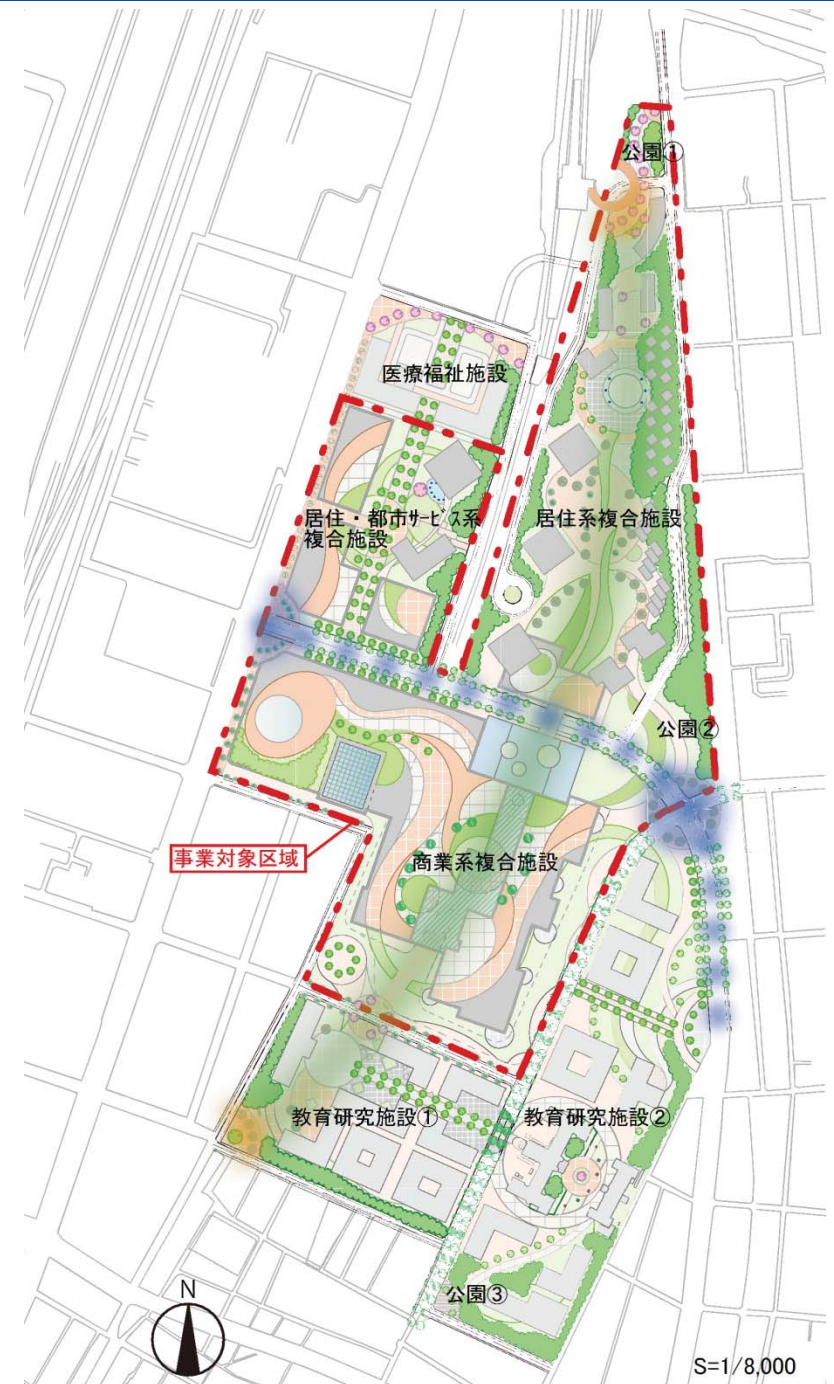 公園①
医療福祉施設
居住・都市サービス系
複合施設
居住系複合施設
公園②
事業対象区域
商業系複合施設
教育研究施設①
教育研究施設②
公園③
N
S=1/8,000